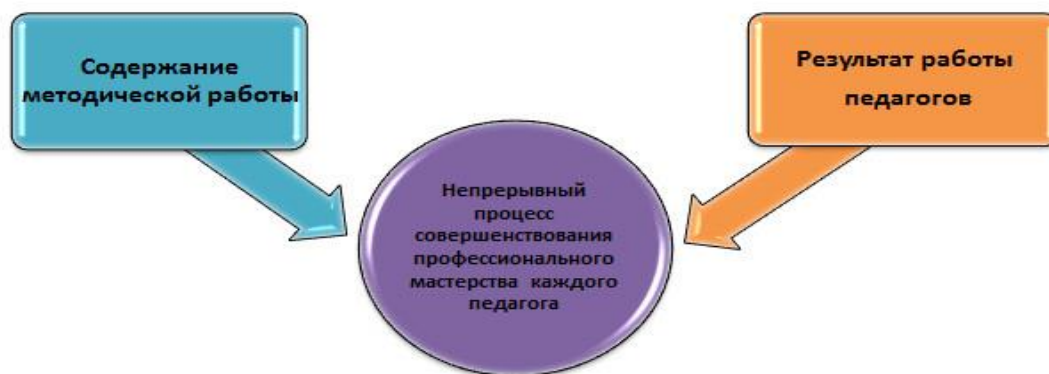 Содержание
методической работы
Результат работы
педагогов
Непрерывный
процесс
совершенствования
профессионального
мастерства каждого
педагога